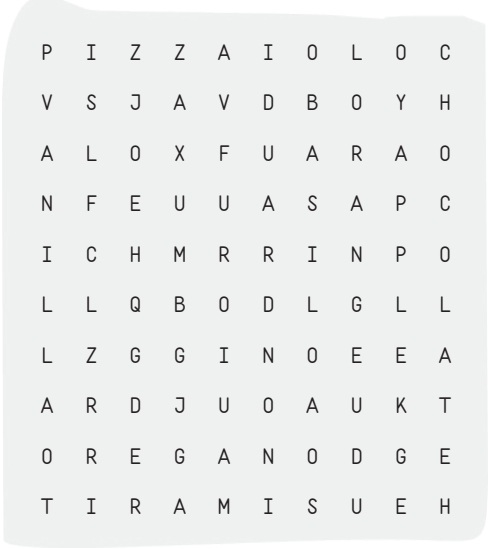 P I Z Z A I O L O C
V S J A V D B O Y H
A L O X F U A R A O
N F E U U A S A P C
I C H M R R I N P O
L L Q B O D L G L L
L Z G G I N O E E A
A R D J U O A U K T
O R E G A N O D G E
T I R A M I S U E H